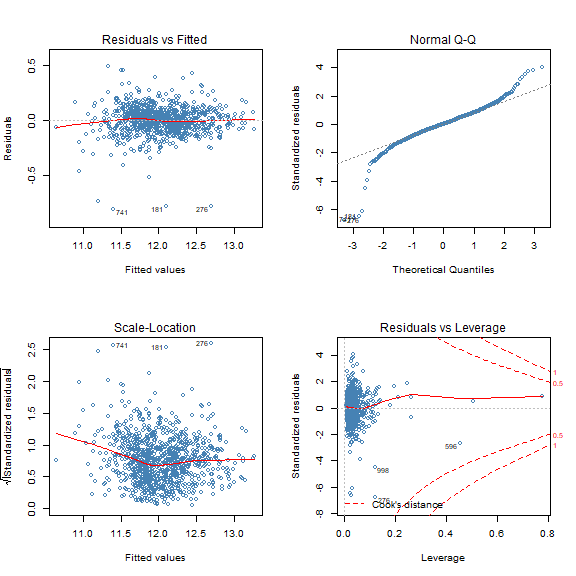 Residuals vs Fitted
Residuals
0.5
0.0
-0.5
741
181
276
11.0 11.5 12.0 12.5 13.0
Fitted values
Normal Q-Q
Standardized residuals
4
2
0
-2
-4
-6
276
-3 -2 -1 0 1 2 3
Theoretical Quantiles
Scale-Location
√|Standardized residuals|
2.5
2.0
1.5
1.0
0.5
0.0
741
181
276
11.0 11.5 12.0 12.5 13.0
Fitted values
Residuals vs Leverage
Standardized residuals
4
2
0
-2
-4
-6
-8
1
0.5
0.5
1
596
998
276
Cook's distance
0.0 0.2 0.4 0.6 0.8
Leverage